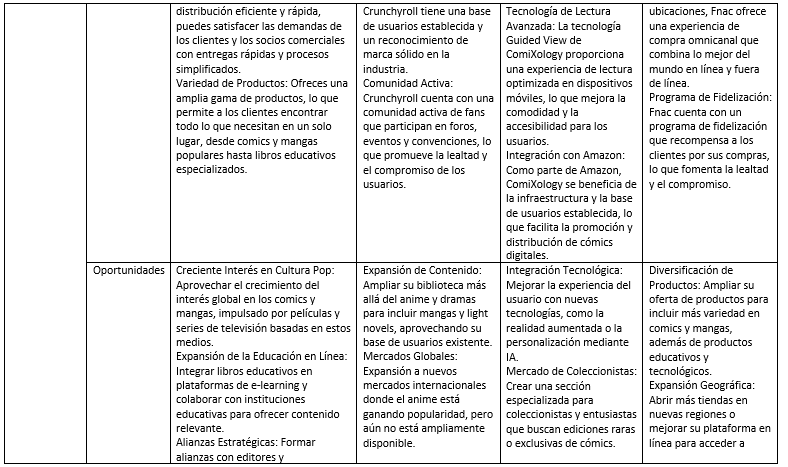 distribución eficiente y rápida,
puedes satisfacer las demandas
de los clientes y los socios comerciales
con entregas rápidas y procesos
simplificados.
Variedad de Productos: Ofreces una
amplia gama de productos, lo que
permite a los clientes encontrar
todo lo que necesitan en un solo
lugar, desde comics y mangas
populares hasta libros educativos
especializados.
Crunchyroll tiene una base
de usuarios establecida y
un reconocimiento de
marca sólido en la
industria.
Comunidad Activa:
Crunchyroll cuenta con una
comunidad activa de fans
que participan en foros,
eventos y convenciones, lo
que promueve la lealtad y
el compromiso de los
usuarios.
Tecnología de Lectura
Avanzada: La tecnología
Guided View de
ComiXology proporciona
una experiencia de lectura
optimizada en dispositivos
móviles, lo que mejora la
comodidad y la
accesibilidad para los
usuarios.
Integración con Amazon:
Como parte de Amazon,
ComiXology se beneficia de
la infraestructura y la base
de usuarios establecida, lo
que facilita la promoción y
distribución de cómics
digitales.
ubicaciones, Fnac ofrece
una experiencia de
compra omnicanal que
combina lo mejor del
mundo en línea y fuera
de línea.
Programa de Fidelización:
Fnac cuenta con un
programa de fidelización
que recompensa a los
clientes por sus compras,
lo que fomenta la lealtad
y el compromiso.
Oportunidades
Creciente Interés en Cultura Pop:
Aprovechar el crecimiento del
interés global en los comics y
mangas, impulsado por películas y
series de televisión basadas en estos
medios.
Expansión de la Educación en Línea:
Integrar libros educativos en
plataformas de e-learning y
colaborar con instituciones
educativas para ofrecer contenido
relevante.
Alianzas Estratégicas: Formar
alianzas con editores y
Expansión de Contenido:
Ampliar su biblioteca más
allá del anime y dramas
para incluir mangas y light
novels, aprovechando su
base de usuarios existente.
Mercados Globales:
Expansión a nuevos
mercados internacionales
donde el anime está
ganando popularidad, pero
aún no está ampliamente
disponible.
Integración Tecnológica:
Mejorar la experiencia del
usuario con nuevas
tecnologías, como la
realidad aumentada o la
personalización mediante
IA.
Mercado de Coleccionistas:
Crear una sección
especializada para
coleccionistas y entusiastas
que buscan ediciones raras
o exclusivas de cómics.
Diversificación de
Productos: Ampliar su
oferta de productos para
incluir más variedad en
comics y mangas,
además de productos
educativos y
tecnológicos.
Expansión Geográfica:
Abrir más tiendas en
nuevas regiones o
mejorar su plataforma en
línea para acceder a